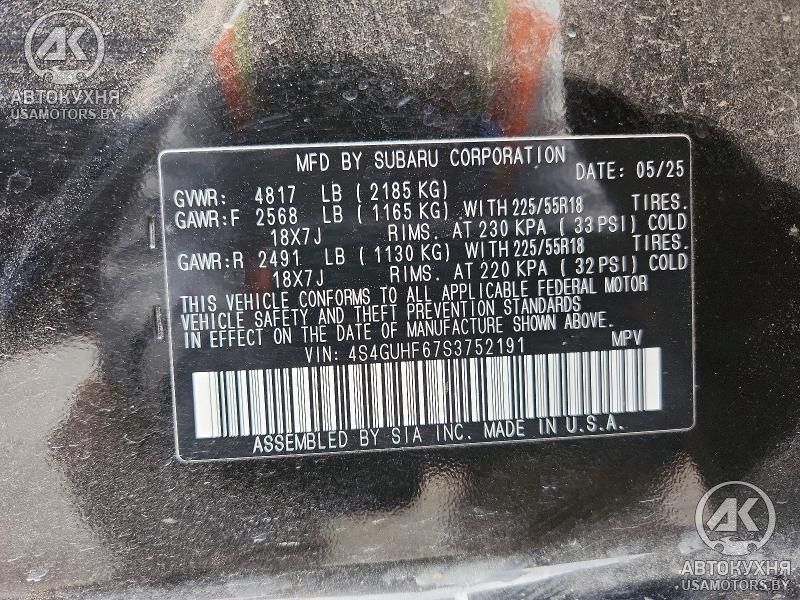 AK
АВТОКУХНЯ
USAMOTORS.BY
MFD BY SUBARU CORPORATION DATE: 05/25
GVWR: 4817 LB ( 2185 KG)
GAWR:F 2568 LB ( 1165 KG) WITH 225/55R18 TIRES.
18X7J RIMS. AT 230 KPA ( 33 PSI) COLD
GAWR:R 2491 LB ( 1130 KG) WITH 225/55R18 TIRES.
18X7J RIMS. AT 220 KPA ( 32 PSI) COLD
THIS VEHICLE CONFORMS TO ALL APPLICABLE FEDERAL MOTOR
VEHICLE SAFETY AND THEFT PREVENTION STANDARDS
IN EFFECT ON THE DATE OF MANUFACTURE SHOWN ABOVE.
VIN: 4S4GUHF67S3752191 MPV
ASSEMBLED BY SIA INC. MADE IN U.S.A.
AK
АВТОКУХНЯ
USAMOTORS.BY